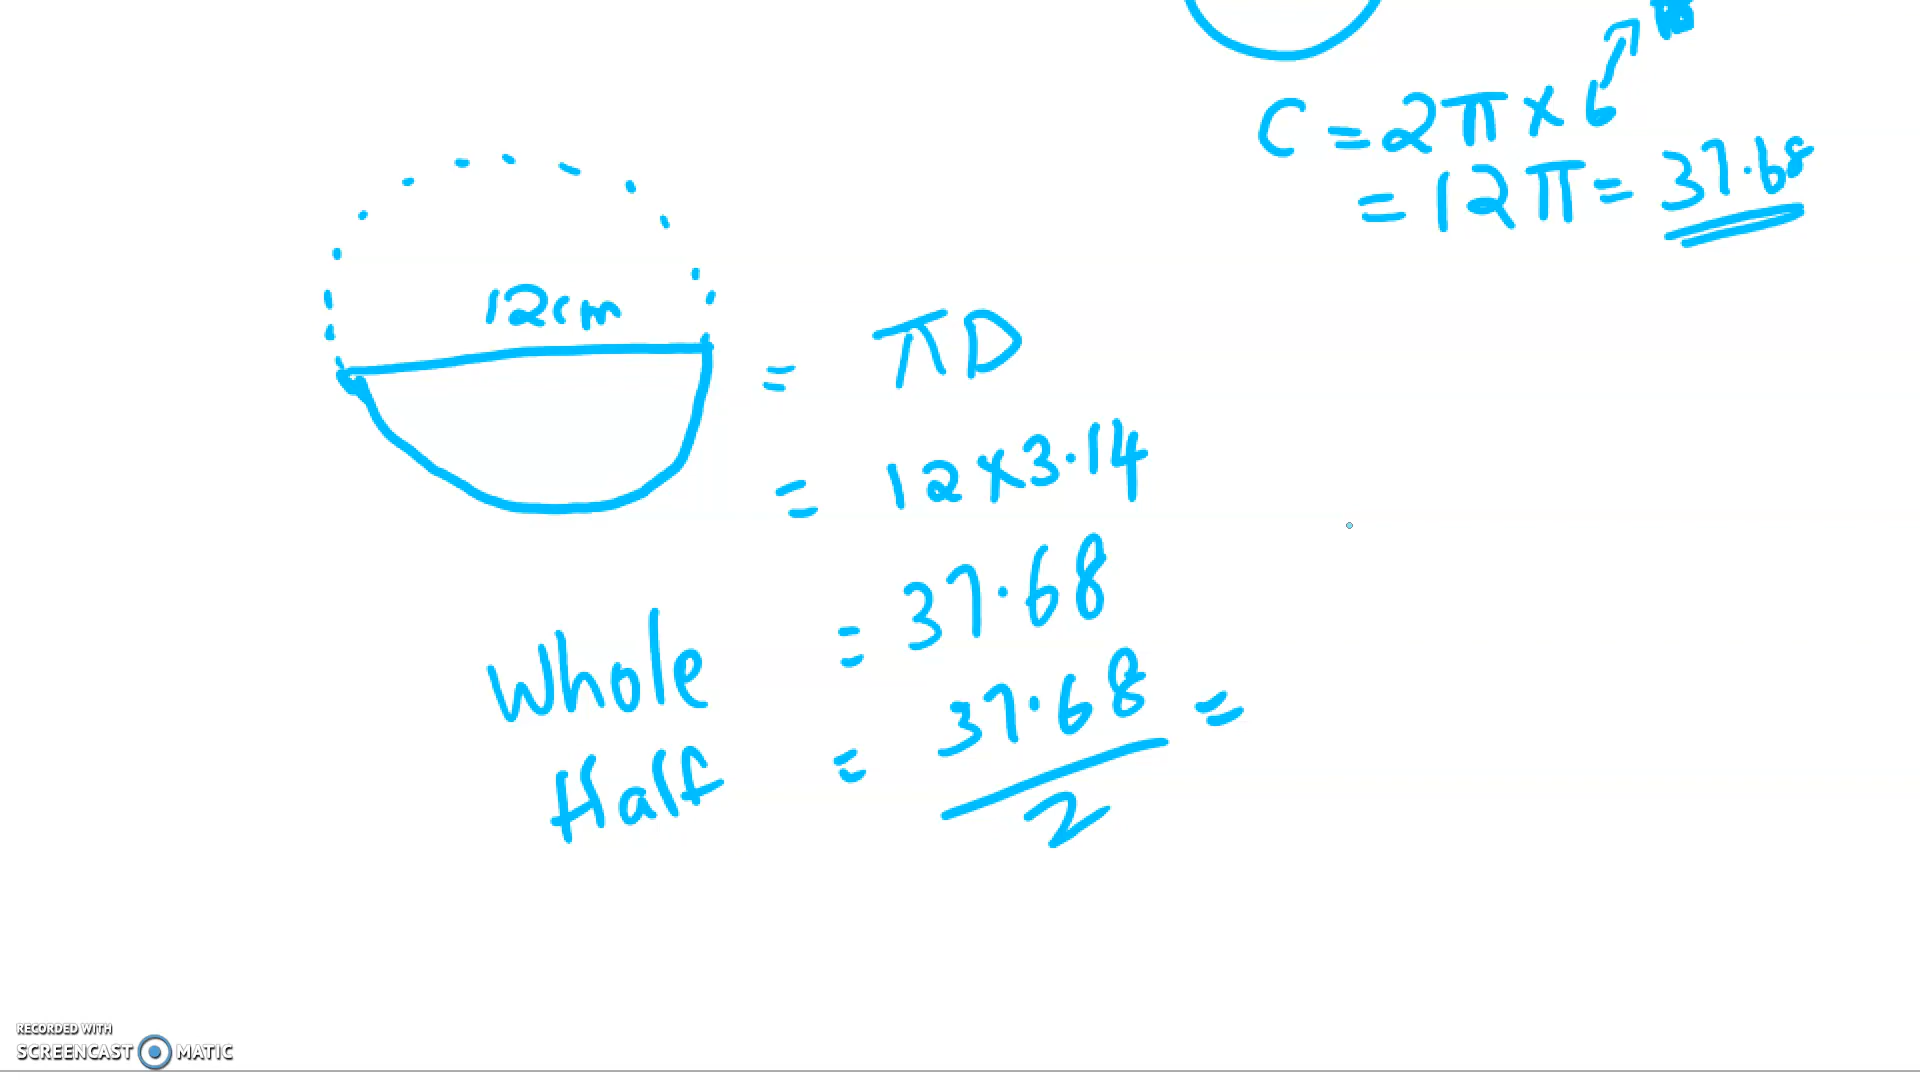 C = 2π × 6
= 12π = 37.68
12cm
= πD
= 12 × 3.14
Whole = 37.68
Half = 37.68 / 2 =
RECORDED WITH
SCREENCAST MATIC